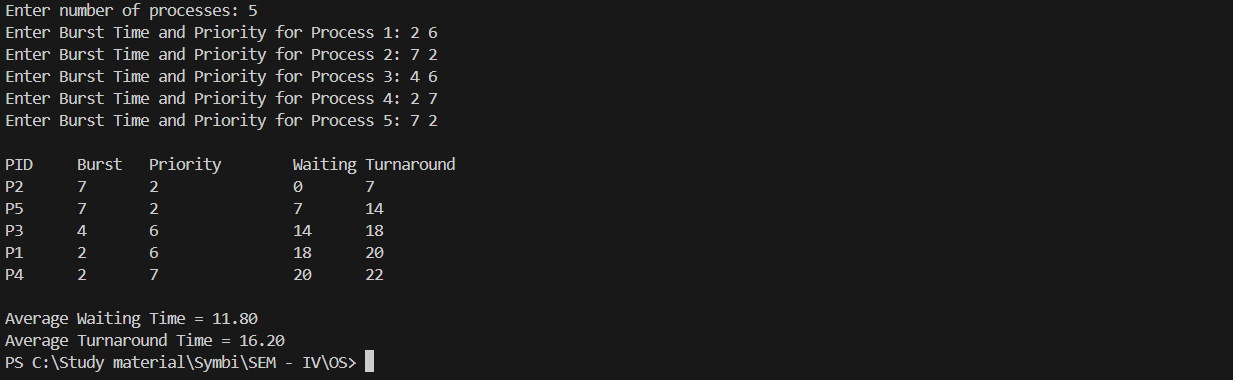 Enter number of processes: 5
Enter Burst Time and Priority for Process 1: 2 6
Enter Burst Time and Priority for Process 2: 7 2
Enter Burst Time and Priority for Process 3: 4 6
Enter Burst Time and Priority for Process 4: 2 7
Enter Burst Time and Priority for Process 5: 7 2
PID Burst Priority Waiting Turnaround
P2 7 2 0 7
P5 7 2 7 14
P3 4 6 14 18
P1 2 6 18 20
P4 2 7 20 22
Average Waiting Time = 11.80
Average Turnaround Time = 16.20
PS C:\Study material\Symbi\SEM - IV\OS>